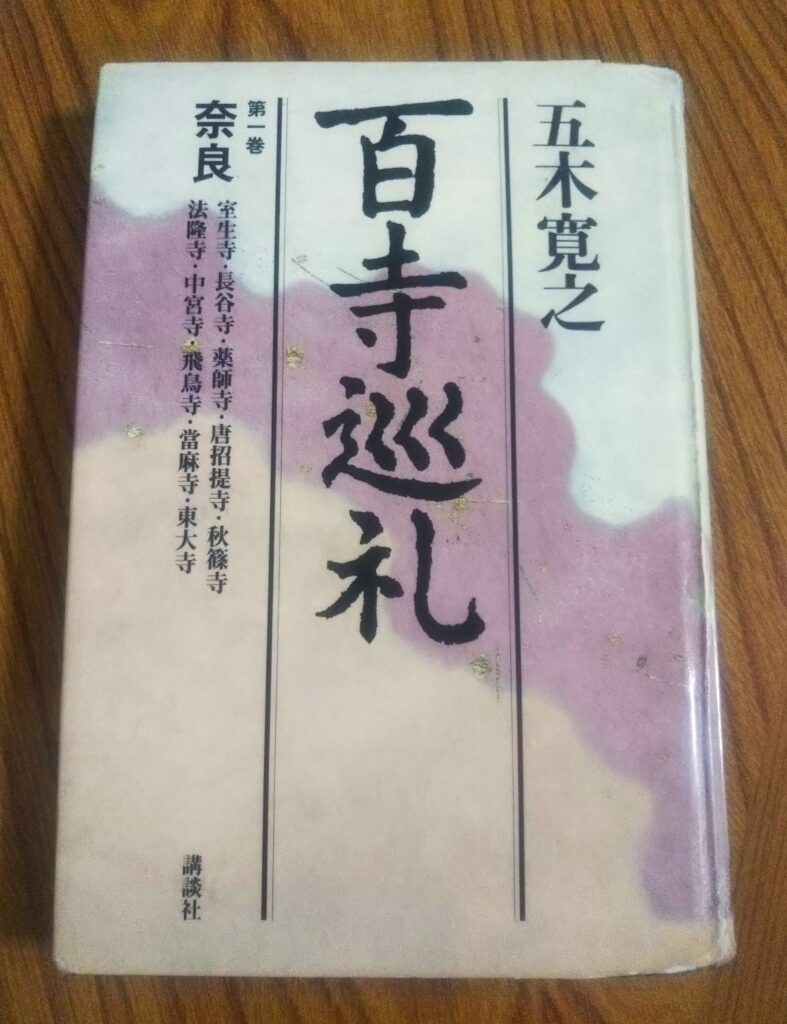 五木寛之
百寺巡礼
第一巻
奈良
室生寺・長谷寺・薬師寺・唐招提寺・秋篠寺
法隆寺・中宮寺・飛鳥寺・當麻寺・東大寺
講談社